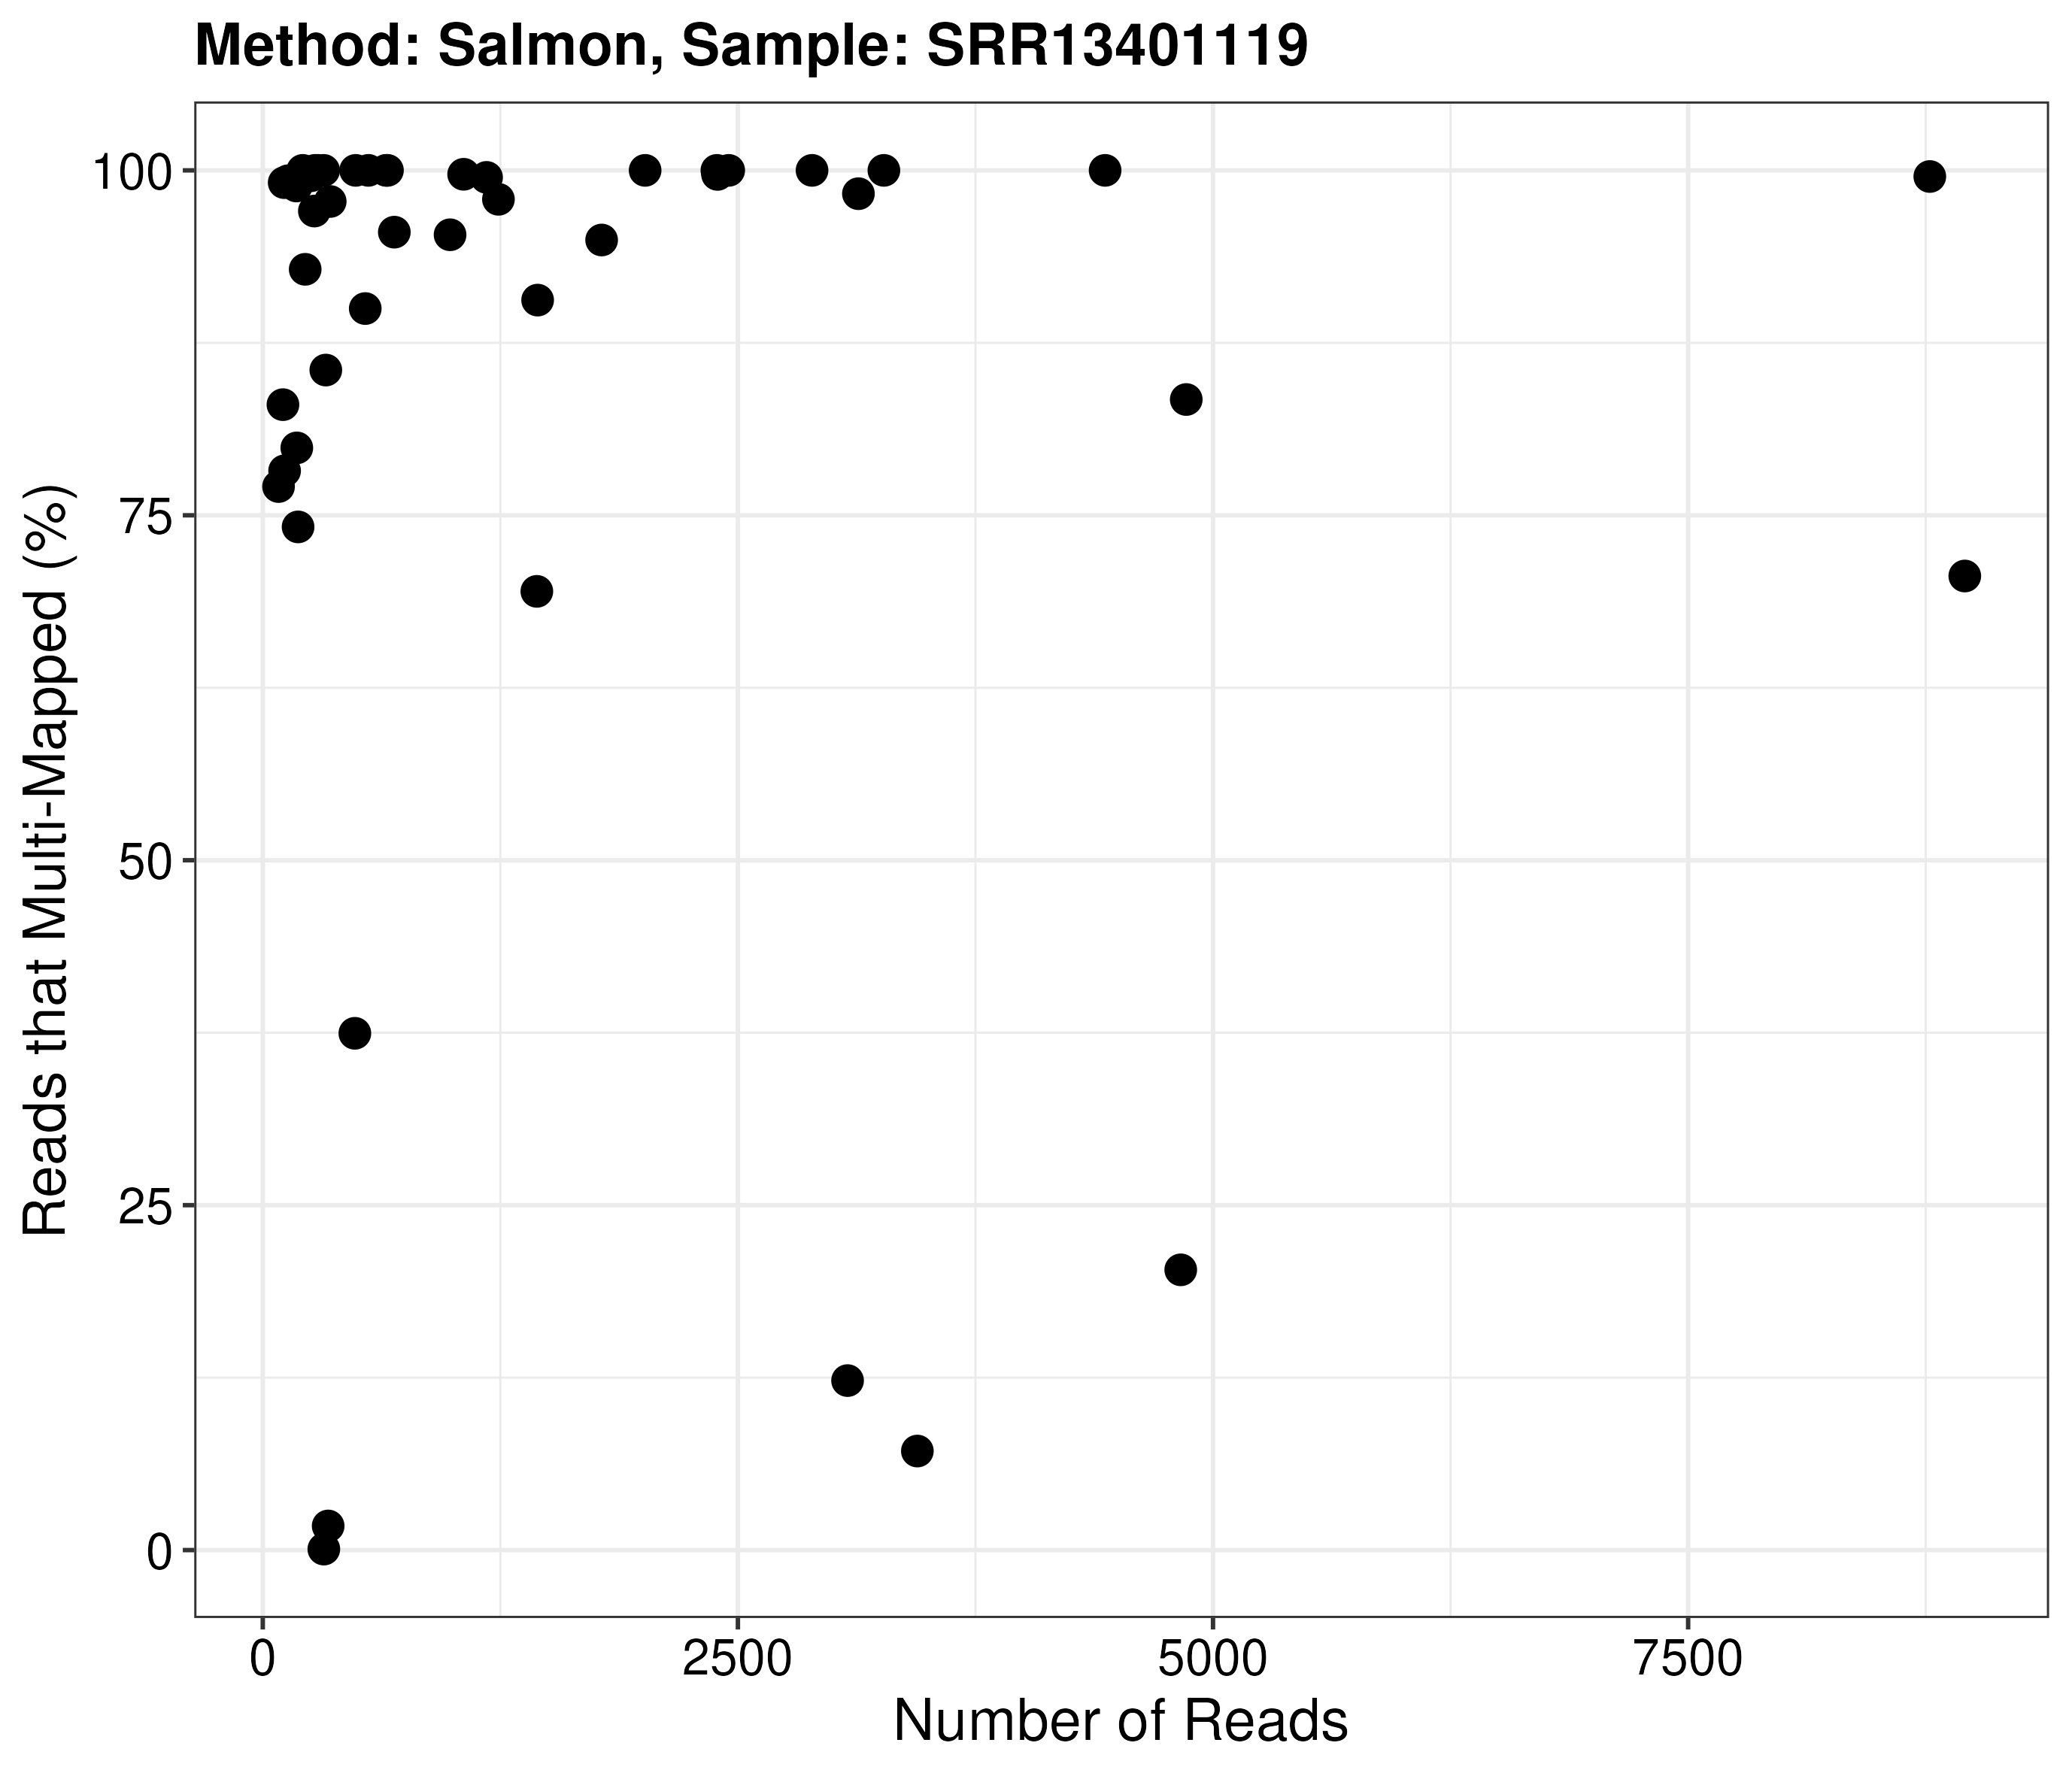 Method: Salmon, Sample: SRR13401119
Reads that Multi-Mapped (%)
100
75
50
25
0
0 2500 5000 7500
Number of Reads